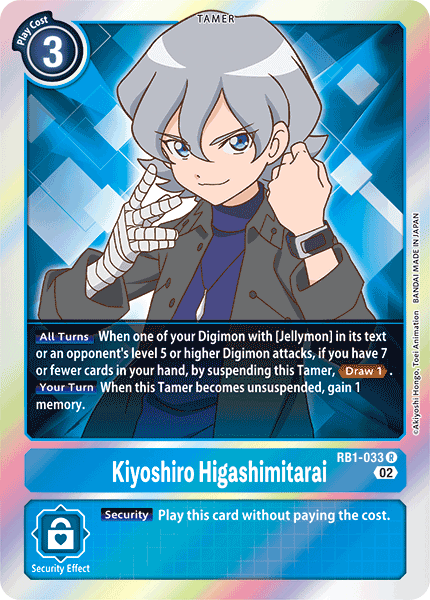 TAMER
Play Cost
3
All Turns When one of your Digimon with [Jellymon] in its text
or an opponent's level 5 or higher Digimon attacks, if you have 7
or fewer cards in your hand, by suspending this Tamer, Draw 1 .
Your Turn When this Tamer becomes unsuspended, gain 1
memory.
©Akiyoshi Hongo, Toei Animation BANDAI MADE IN JAPAN
RB1-033 R
Kiyoshiro Higashimitarai
02
Security Play this card without paying the cost.
Security Effect